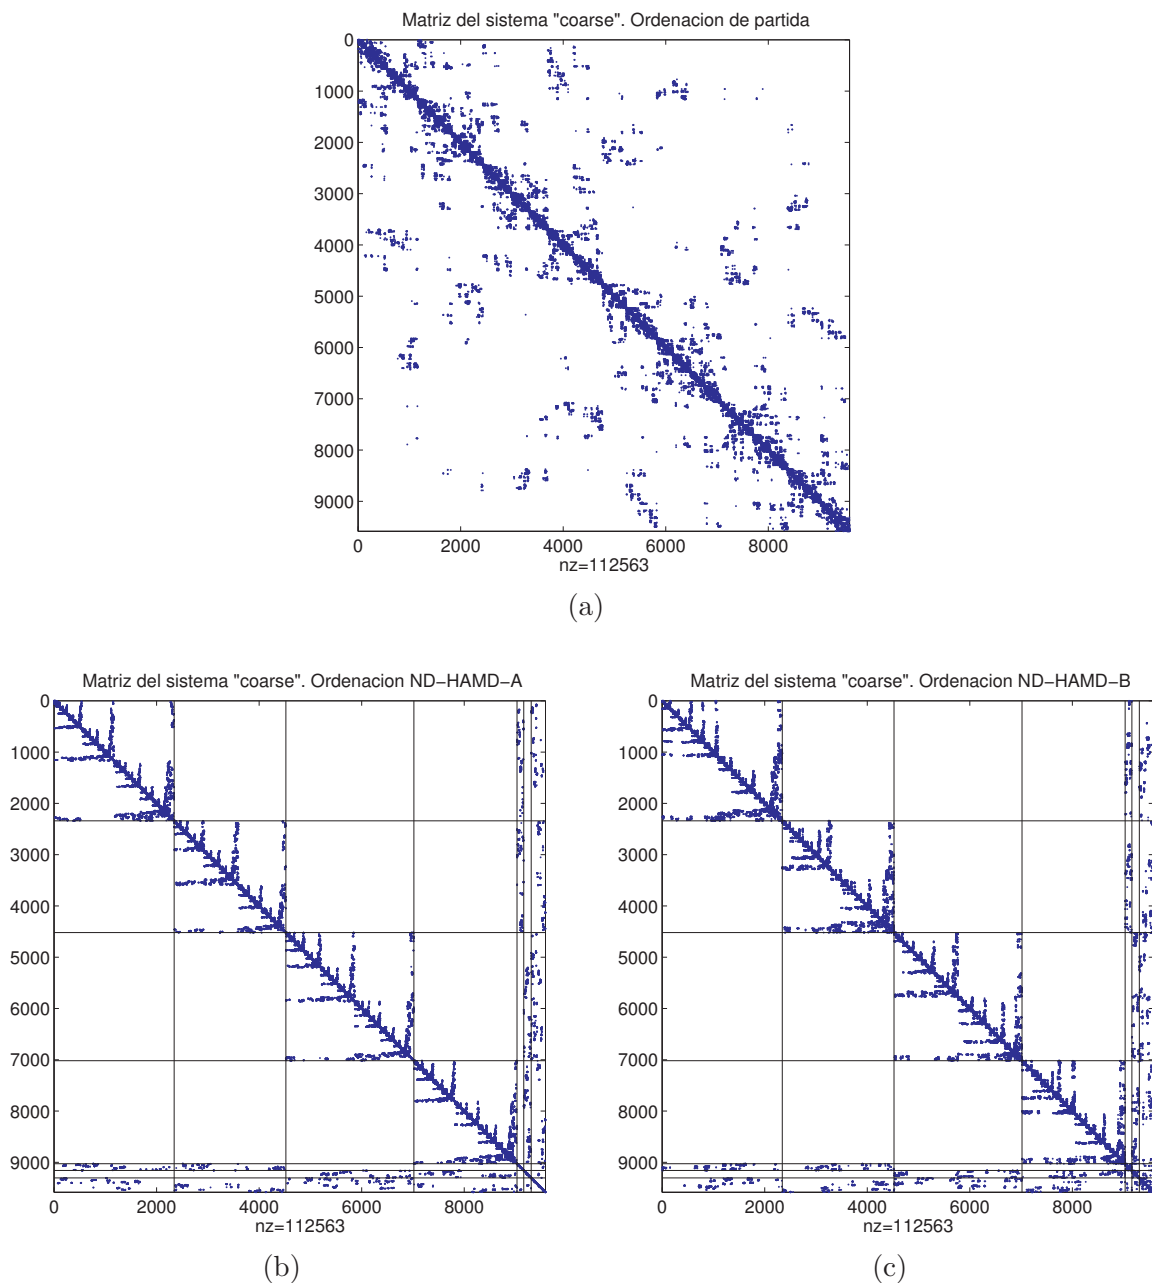 Matriz del sistema "coarse". Ordenacion de partida
0
1000
2000
3000
4000
5000
6000
7000
8000
9000
0 2000 4000 6000 8000
nz=112563
(a)
Matriz del sistema "coarse". Ordenacion ND−HAMD−A
0
1000
2000
3000
4000
5000
6000
7000
8000
9000
0 2000 4000 6000 8000
nz=112563
(b)
Matriz del sistema "coarse". Ordenacion ND−HAMD−B
0
1000
2000
3000
4000
5000
6000
7000
8000
9000
0 2000 4000 6000 8000
nz=112563
(c)